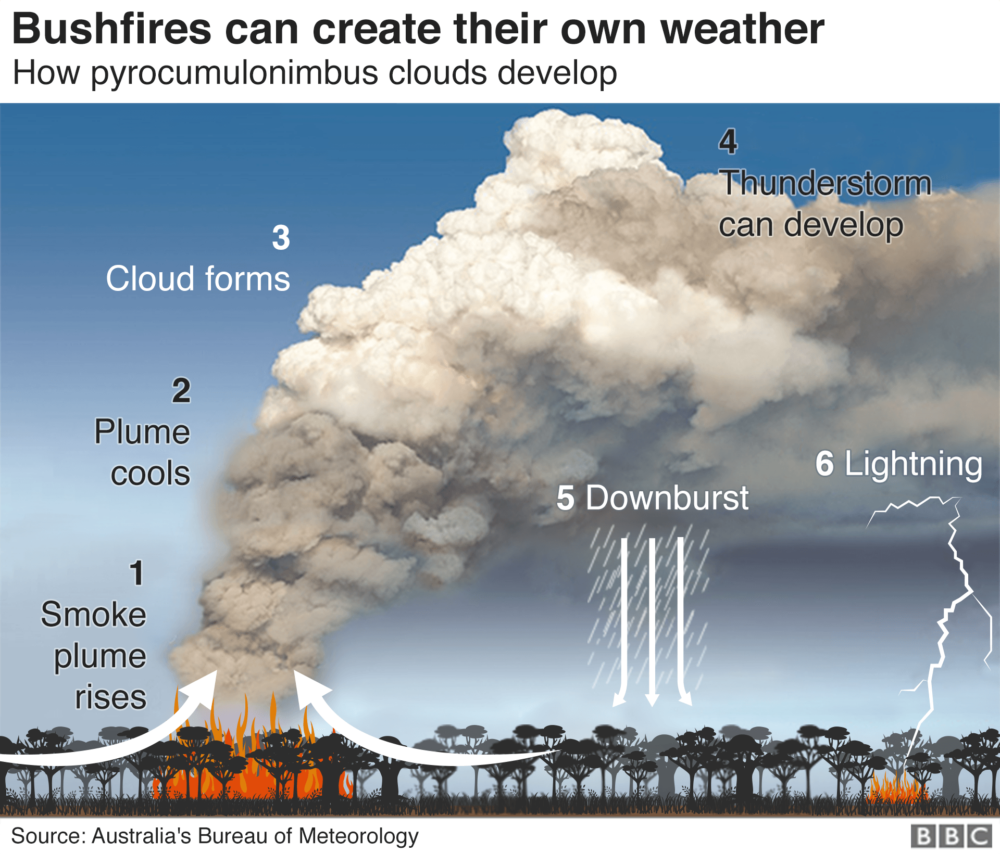 Bushfires can create their own weather
How pyrocumulonimbus clouds develop
4
Thunderstorm
can develop
3
Cloud forms
2
Plume
cools
6 Lightning
5 Downburst
1
Smoke
plume
rises
Source: Australia's Bureau of Meteorology
BBC